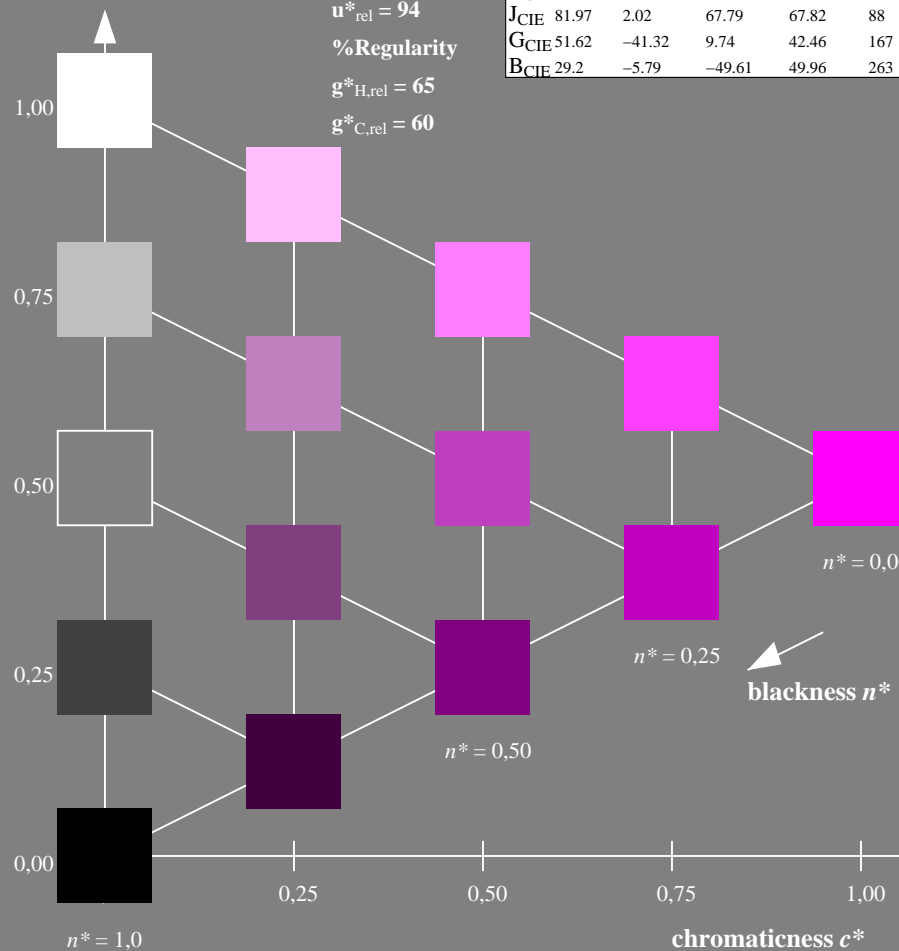 u*rel = 94
%Regularity
g*H,rel = 65
g*C,rel = 60
JCIE 81.97 2.02 67.79 67.82 88
GCIE 51.62 −41.32 9.74 42.46 167
BCIE 29.2 −5.79 −49.61 49.96 263
1,00
0,75
0,50
0,25
0,00
n* = 0,0
n* = 0,25
blackness n*
n* = 0,50
0,25 0,50 0,75 1,00
n* = 1,0
chromaticness c*